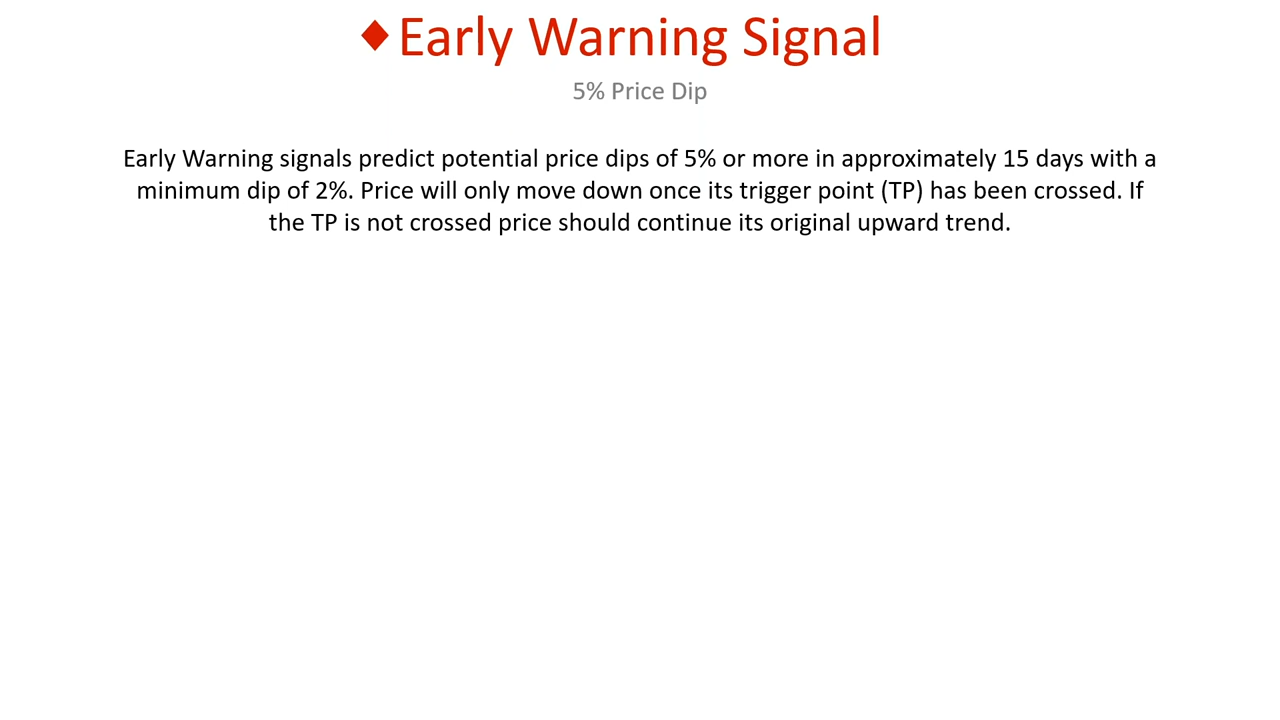 ♦Early Warning Signal
5% Price Dip
Early Warning signals predict potential price dips of 5% or more in approximately 15 days with a
minimum dip of 2%. Price will only move down once its trigger point (TP) has been crossed. If
the TP is not crossed price should continue its original upward trend.